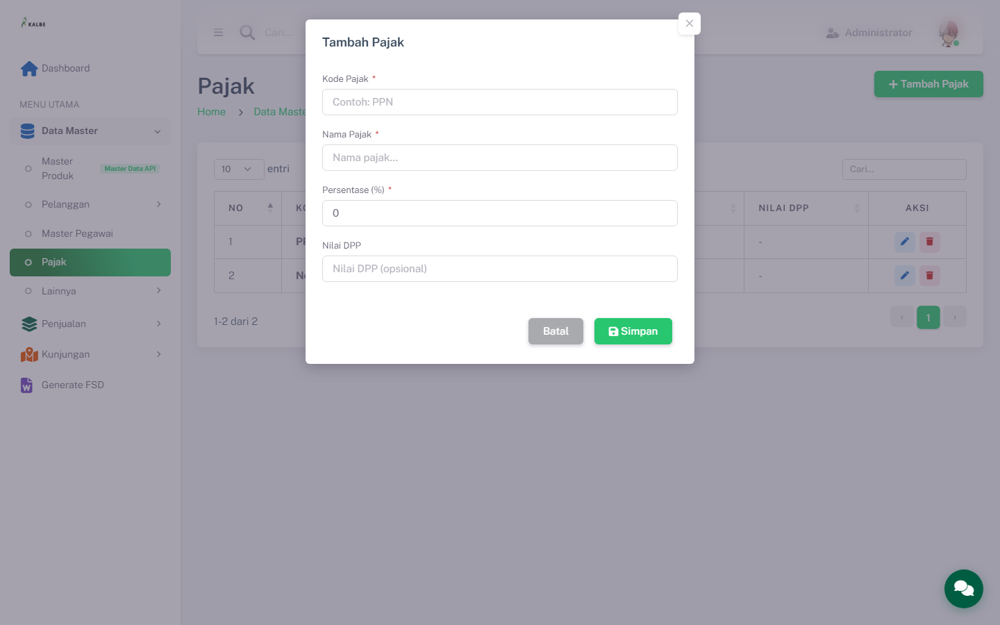 KALBE
Cari...
Administrator
Dashboard
MENU UTAMA
Data Master
Master Produk
Master Data API
Pelanggan
Master Pegawai
Pajak
Lainnya
Penjualan
Kunjungan
Generate FSD
Pajak
Tambah Pajak
Home
Data
10
entri
Cari...
NO
NILAI DPP
AKSI
1
-
2
-
1-2 dari 2
‹
1
›
Tambah Pajak
Kode Pajak *
Contoh: PPN
Nama Pajak *
Nama pajak...
Persentase (%) *
0
Nilai DPP
Nilai DPP (opsional)
Batal
Simpan